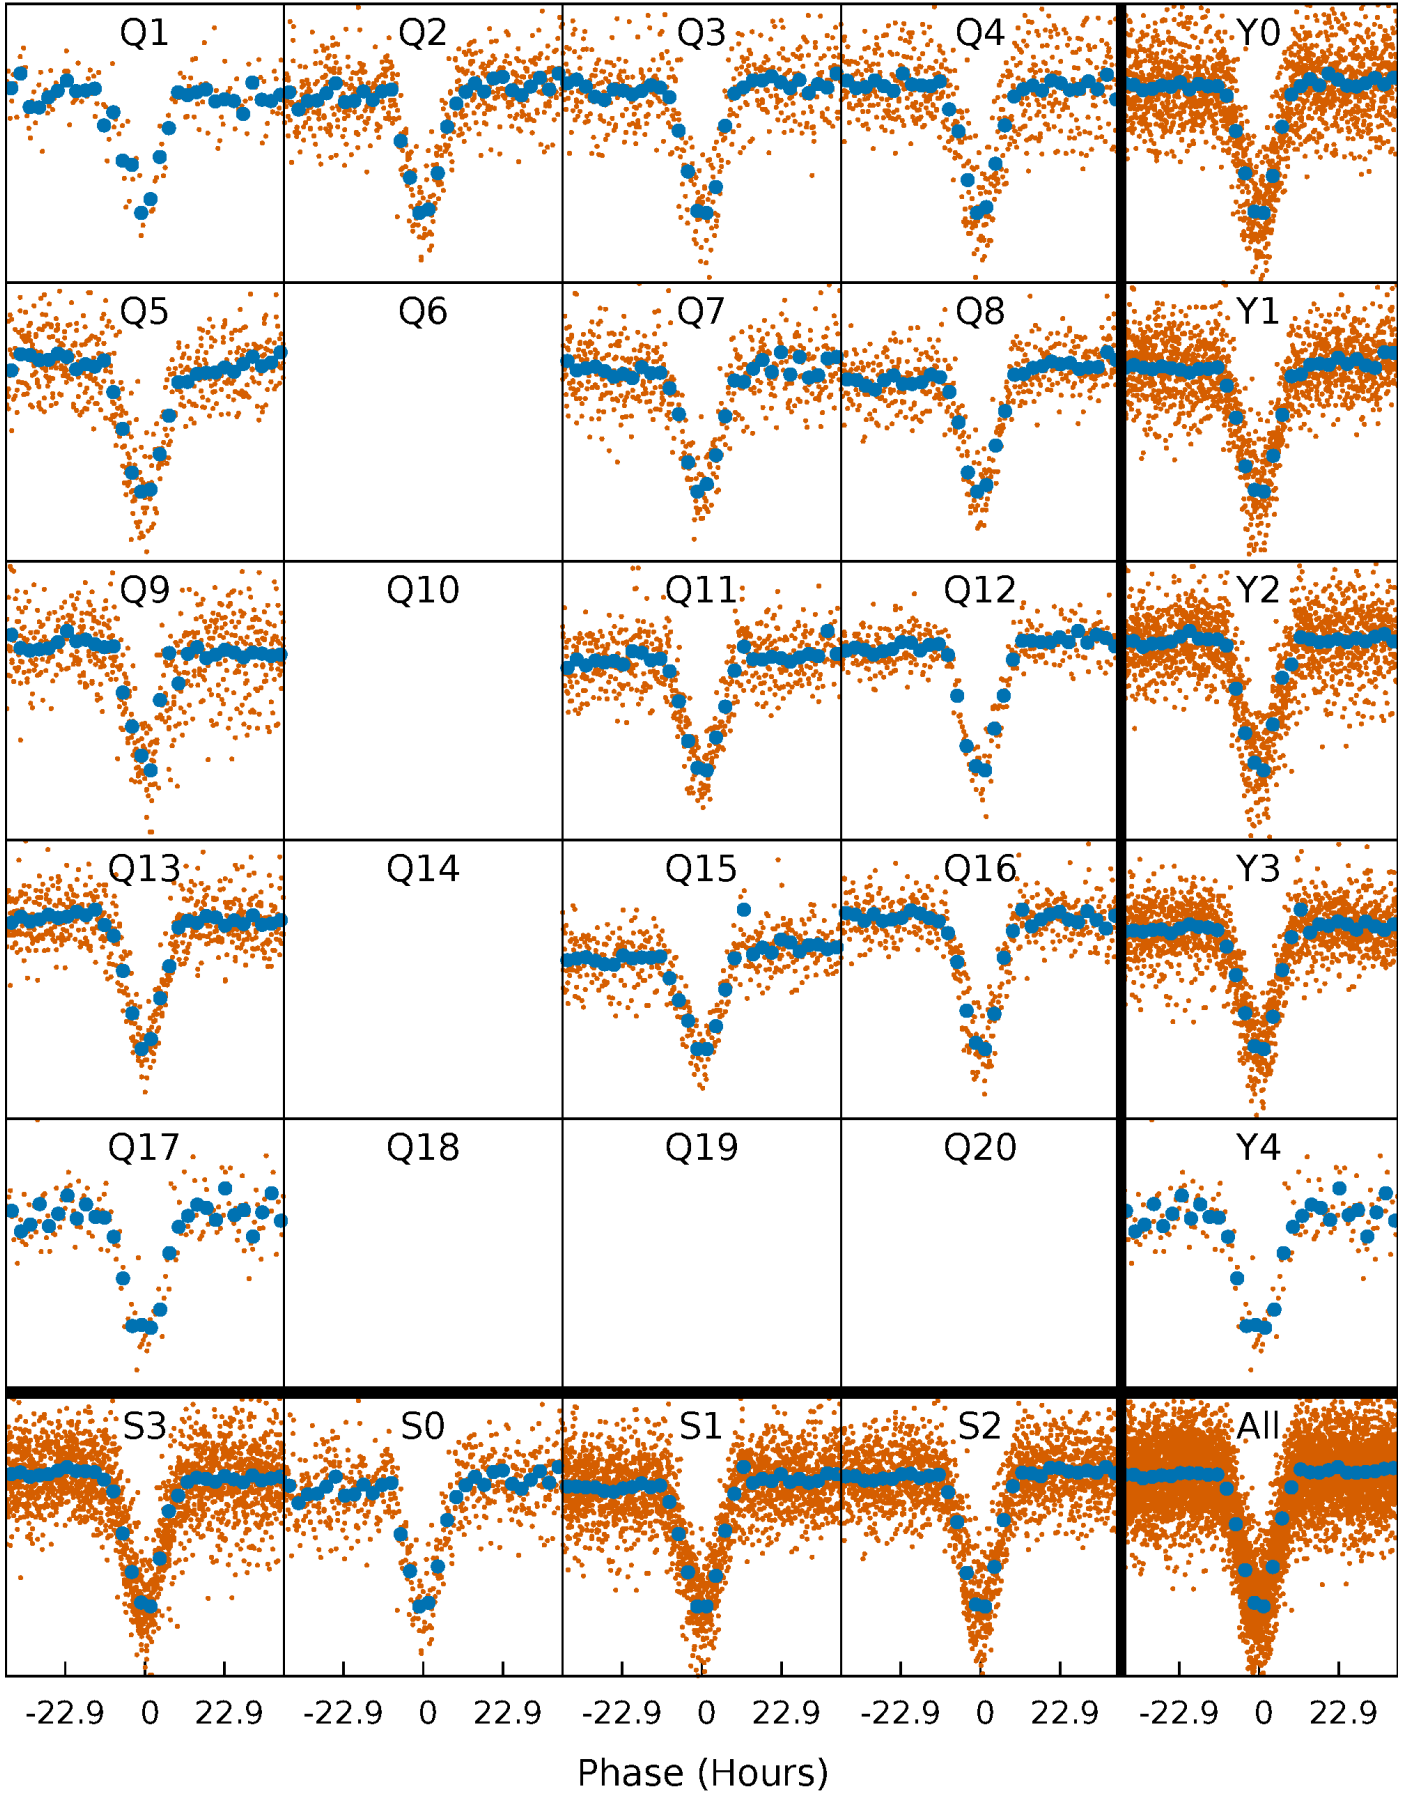 Q1 Q2 Q3 Q4 Y0
Q5 Q6 Q7 Q8 Y1
Q9 Q10 Q11 Q12 Y2
Q13 Q14 Q15 Q16 Y3
Q17 Q18 Q19 Q20 Y4
S3 S0 S1 S2 All
-22.9 0 22.9 -22.9 0 22.9 -22.9 0 22.9 -22.9 0 22.9 -22.9 0 22.9
Phase (Hours)